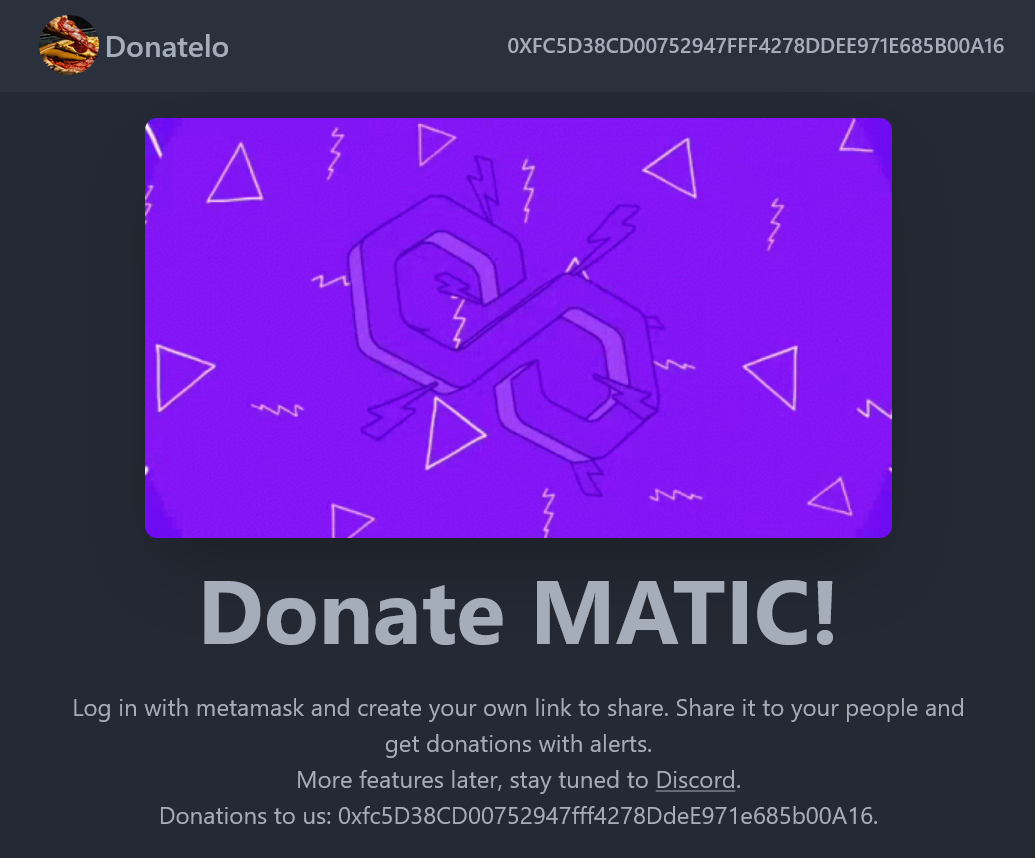 Donatelo
0XFC5D38CD00752947FFF4278DDEE971E685B00A16
Donate MATIC!
Log in with metamask and create your own link to share. Share it to your people and
get donations with alerts.
More features later, stay tuned to Discord.
Donations to us: 0xfc5D38CD00752947fff4278DdeE971e685b00A16.